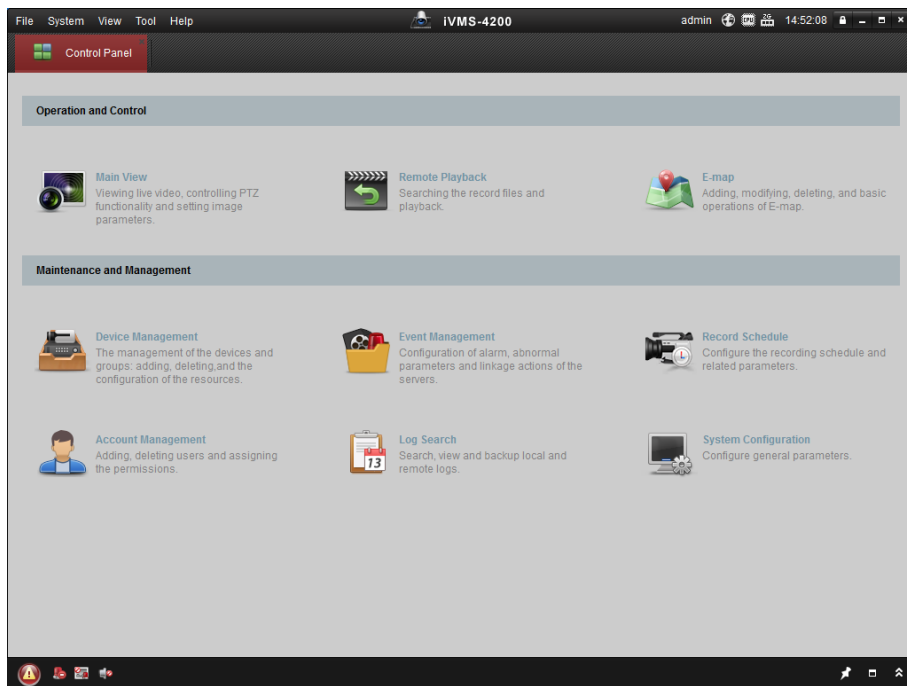 File System View Tool Help iVMS-4200 admin 14:52:08
Control Panel
Operation and Control
Main View
Viewing live video, controlling PTZ
functionality and setting image
parameters.
Remote Playback
Searching the record files and
playback.
E-map
Adding, modifying, deleting, and basic
operations of E-map.
Maintenance and Management
Device Management
The management of the devices and
groups: adding, deleting,and the
configuration of the resources.
Event Management
Configuration of alarm, abnormal
parameters and linkage actions of the
servers.
Record Schedule
Configure the recording schedule and
related parameters.
Account Management
Adding, deleting users and assigning
the permissions.
13
Log Search
Search, view and backup local and
remote logs.
System Configuration
Configure general parameters.